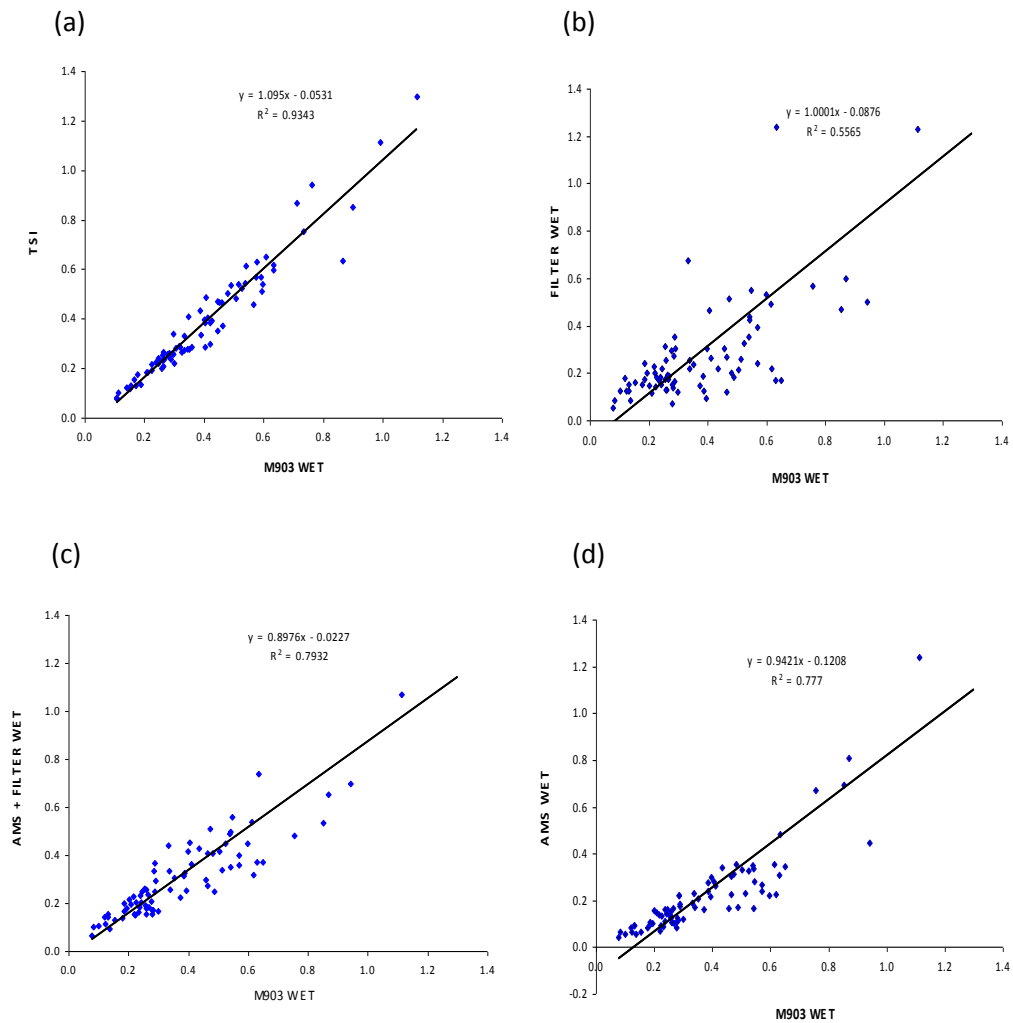 (a)
1.4
1.2
1.0
0.8
0.6
0.4
0.2
0.0
TSI
y = 1.095x - 0.0531
R² = 0.9343
0.0 0.2 0.4 0.6 0.8 1.0 1.2 1.4
M903 WET
(b)
1.4
1.2
1.0
0.8
0.6
0.4
0.2
0.0
FILTER WET
y = 1.0001x - 0.0876
R² = 0.5565
0.0 0.2 0.4 0.6 0.8 1.0 1.2 1.4
M903 WET
(c)
1.4
1.2
1.0
0.8
0.6
0.4
0.2
0.0
AMS + FILTER WET
y = 0.8976x - 0.0227
R² = 0.7932
0.0 0.2 0.4 0.6 0.8 1.0 1.2 1.4
M903 WET
(d)
1.4
1.2
1.0
0.8
0.6
0.4
0.2
0.0
-0.2
AMS WET
y = 0.9421x - 0.1208
R² = 0.777
0.0 0.2 0.4 0.6 0.8 1.0 1.2 1.4
M903 WET